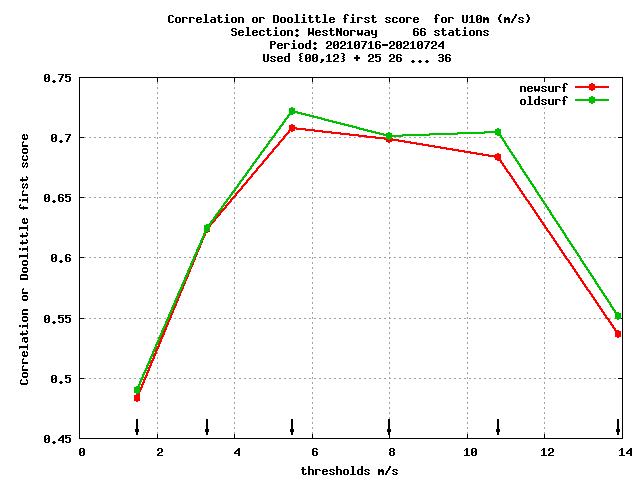 Correlation or Doolittle first score  for U10m (m/s)
Selection: WestNorway     66 stations
Period: 20210716-20210724
Used {00,12} + 25 26 ... 36
newsurf
oldsurf
Correlation or Doolittle first score
0.75
0.7
0.65
0.6
0.55
0.5
0.45
0 2 4 6 8 10 12 14
thresholds m/s